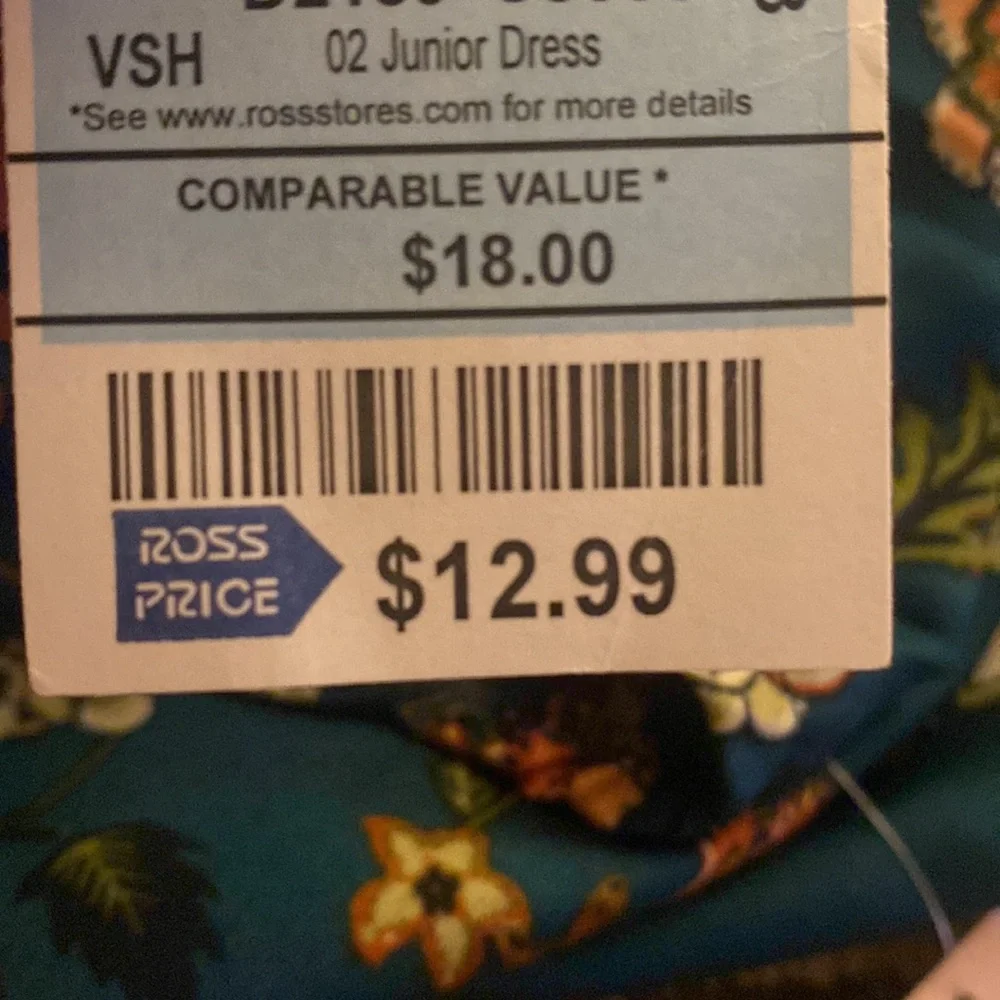 VSH 02 Junior Dress
*See www.rossstores.com for more details
COMPARABLE VALUE *
$18.00
ROSS
PRICE
$12.99